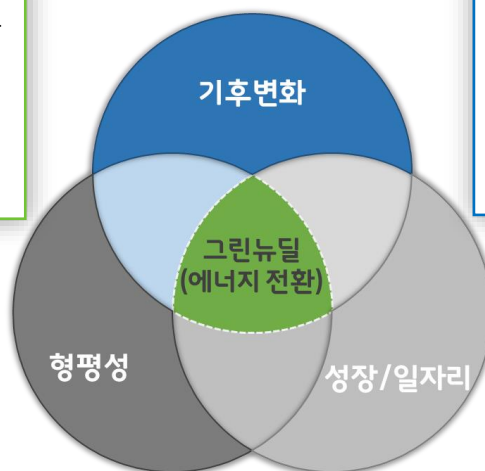 기후변화
그린뉴딜
(에너지 전환)
형평성
성장/일자리